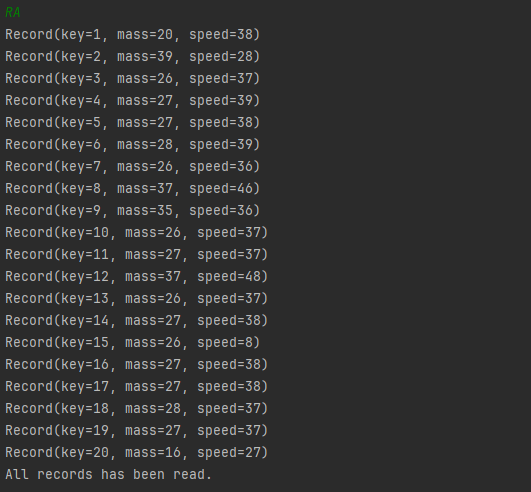 RA
Record(key=1, mass=20, speed=38)
Record(key=2, mass=39, speed=28)
Record(key=3, mass=26, speed=37)
Record(key=4, mass=27, speed=39)
Record(key=5, mass=27, speed=38)
Record(key=6, mass=28, speed=39)
Record(key=7, mass=26, speed=36)
Record(key=8, mass=37, speed=46)
Record(key=9, mass=35, speed=36)
Record(key=10, mass=26, speed=37)
Record(key=11, mass=27, speed=37)
Record(key=12, mass=37, speed=48)
Record(key=13, mass=26, speed=37)
Record(key=14, mass=27, speed=38)
Record(key=15, mass=26, speed=8)
Record(key=16, mass=27, speed=38)
Record(key=17, mass=27, speed=38)
Record(key=18, mass=28, speed=37)
Record(key=19, mass=27, speed=37)
Record(key=20, mass=16, speed=27)
All records has been read.